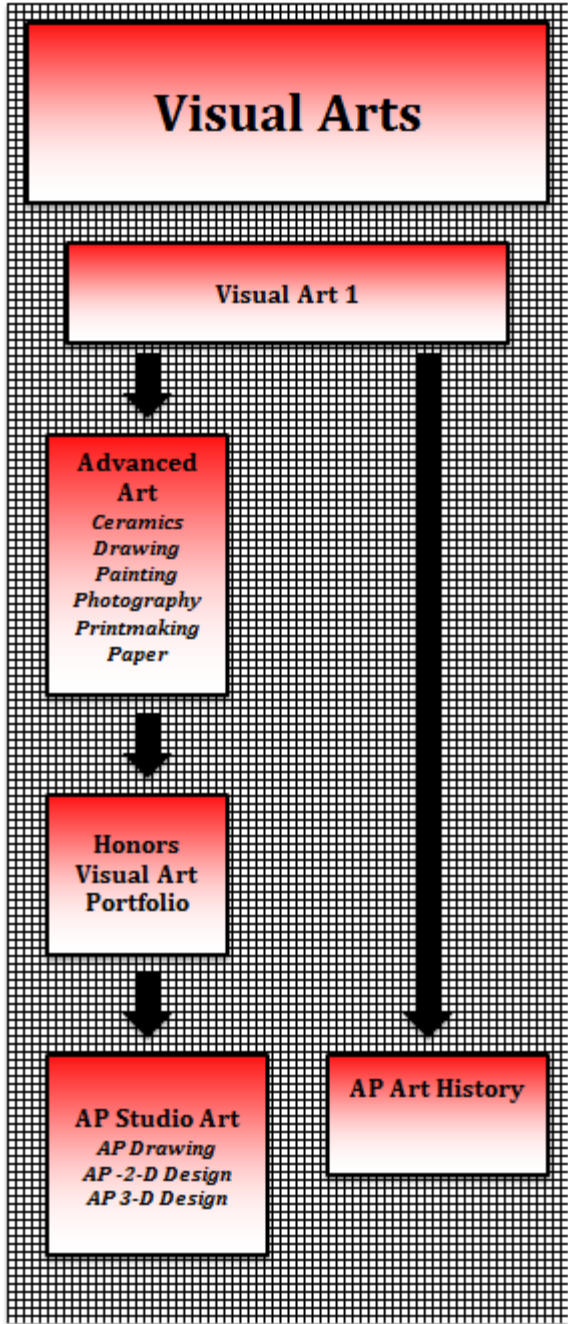 Visual Arts
Visual Art 1
Advanced
Art
Ceramics
Drawing
Painting
Photography
Printmaking
Paper
Honors
Visual Art
Portfolio
AP Studio Art
AP Drawing
AP -2-D Design
AP 3-D Design
AP Art History